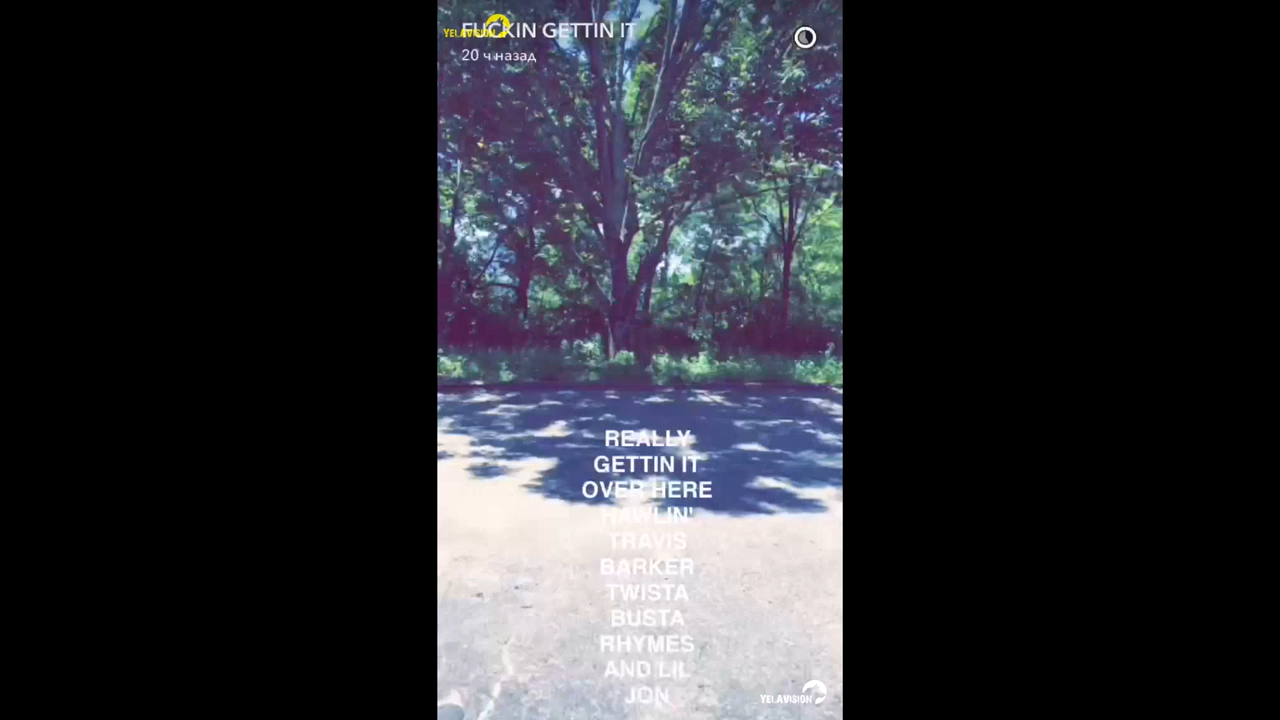 FUCKIN GETTIN IT
YELAVISION
20 ч назад
REALLY
GETTIN IT
OVER HERE
HAWLIN'
TRAVIS
BARKER
TWISTA
BUSTA
RHYMES
AND LIL
JON
YELAVISION